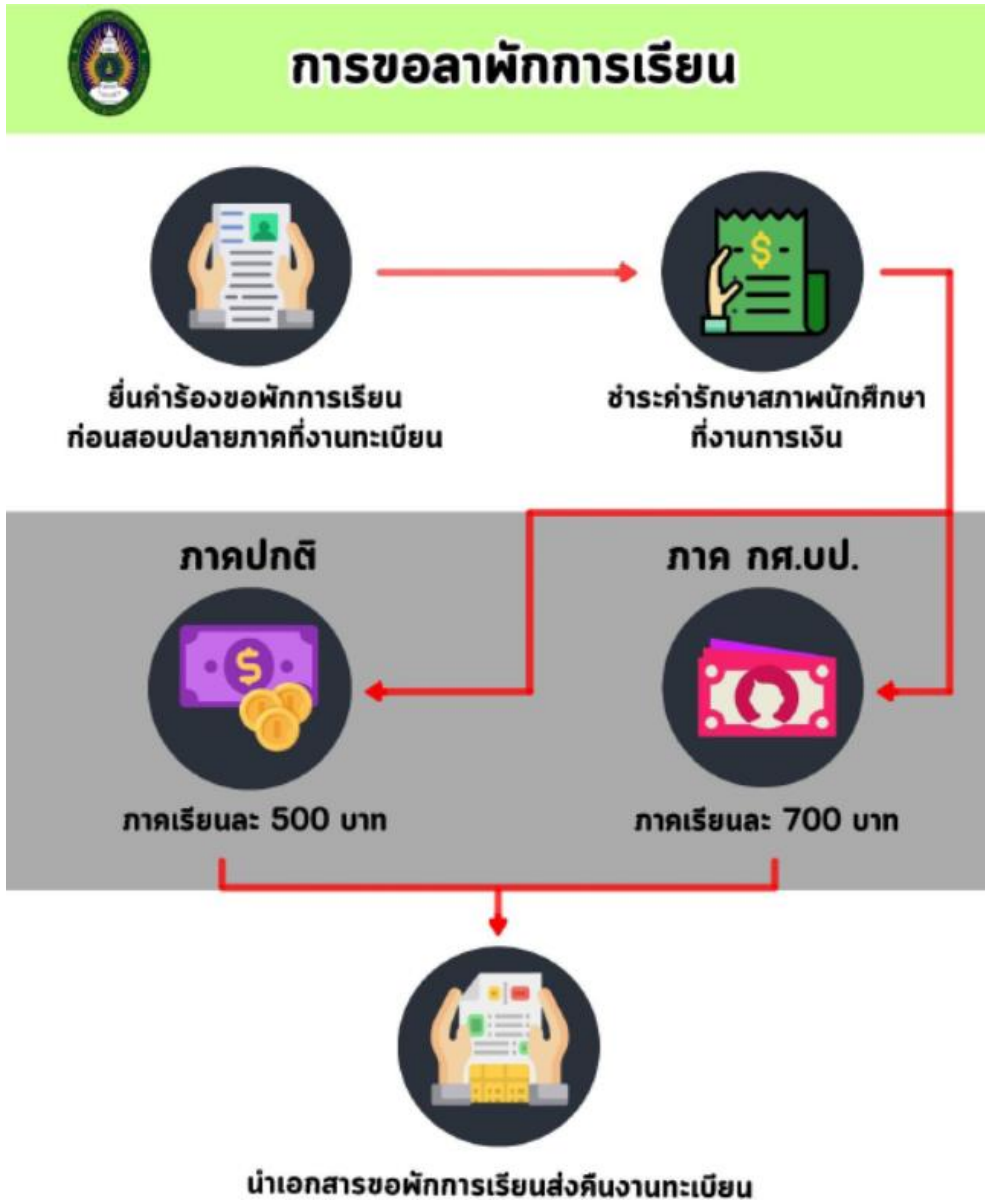 การขอลาพักการเรียน
ยื่นคำร้องขอพักการเรียน
ก่อนสอบปลายภาคที่งานทะเบียน
ชำระค่ารักษาสภาพนักศึกษา
ที่งานการเงิน
ภาคปกติ
ภาค กศ.บป.
ภาคเรียนละ 500 บาท
ภาคเรียนละ 700 บาท
นำเอกสารขอพักการเรียนส่งคืนงานทะเบียน